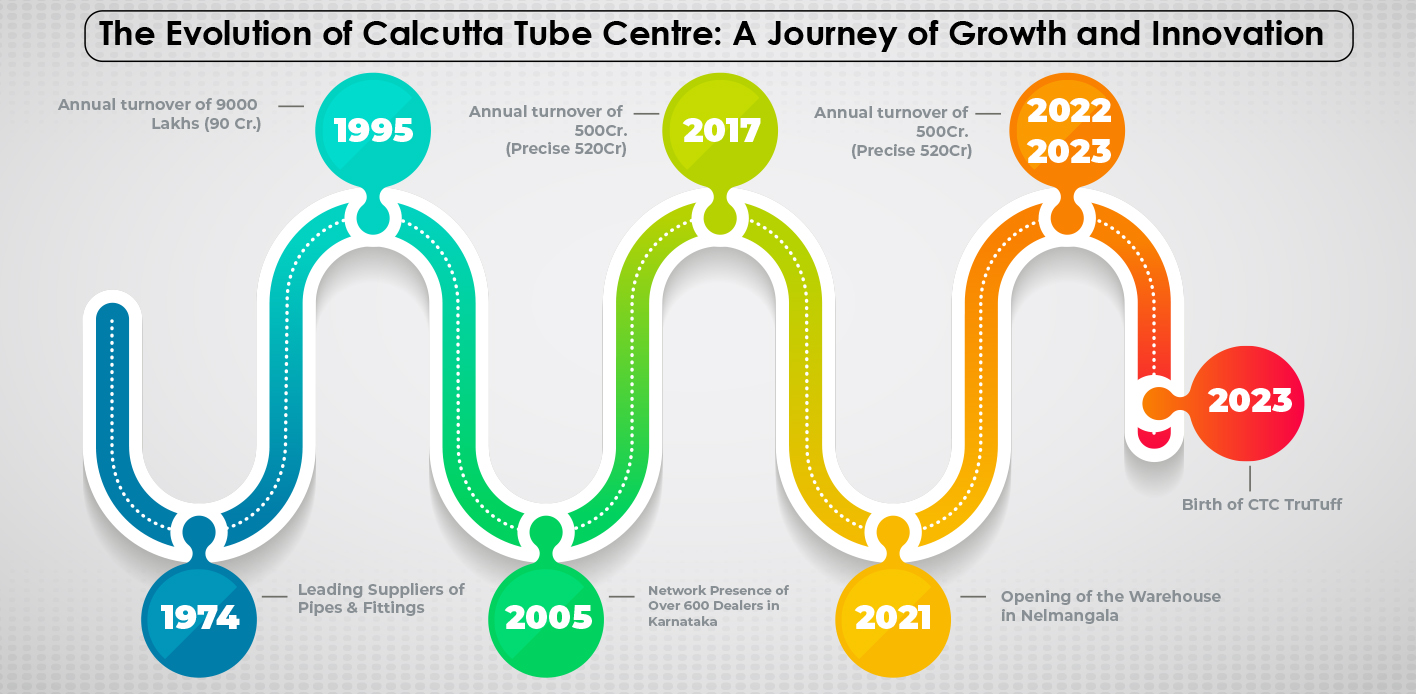 The Evolution of Calcutta Tube Centre: A Journey of Growth and Innovation
Annual turnover of 9000
Lakhs (90 Cr.)
1995
Annual turnover of
500Cr.
(Precise 520Cr)
2017
Annual turnover of
500Cr.
(Precise 520Cr)
2022
2023
2023
Birth of CTC TruTuff
1974
Leading Suppliers of
Pipes & Fittings
2005
Network Presence of
Over 600 Dealers in
Karnataka
2021
Opening of the Warehouse
in Nelmangala